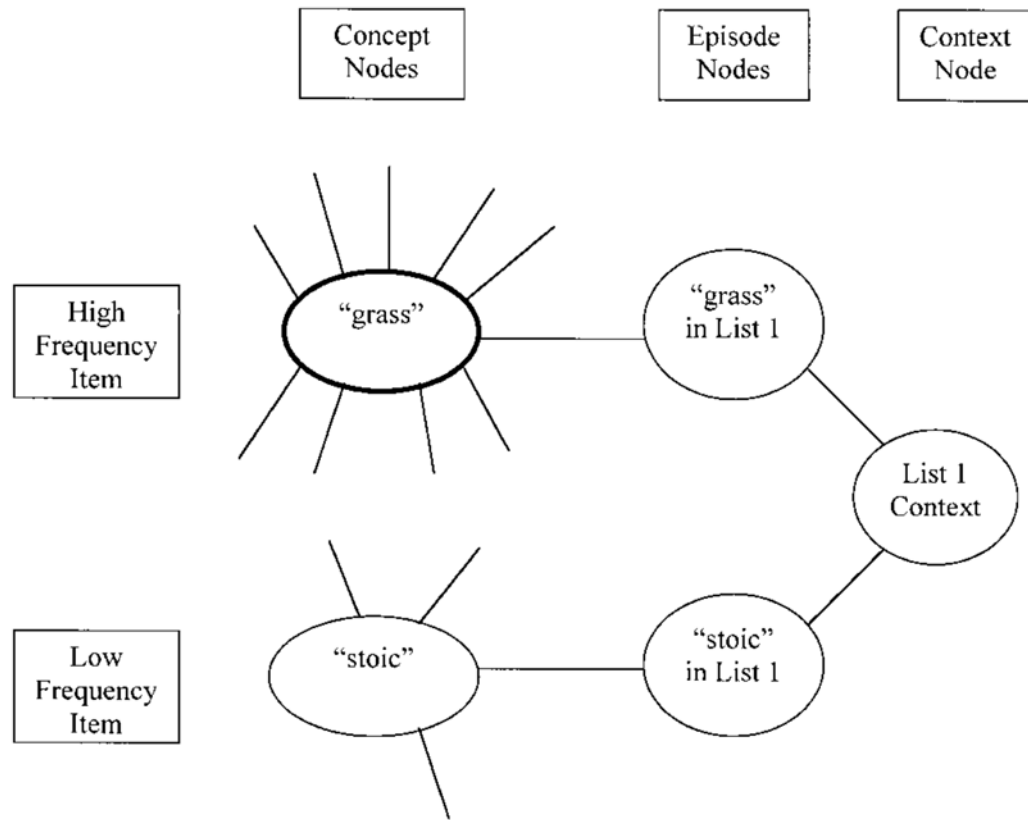 Concept
Nodes
Episode
Nodes
Context
Node
High
Frequency
Item
“grass”
“grass”
in List 1
List 1
Context
Low
Frequency
Item
“stoic”
“stoic”
in List 1